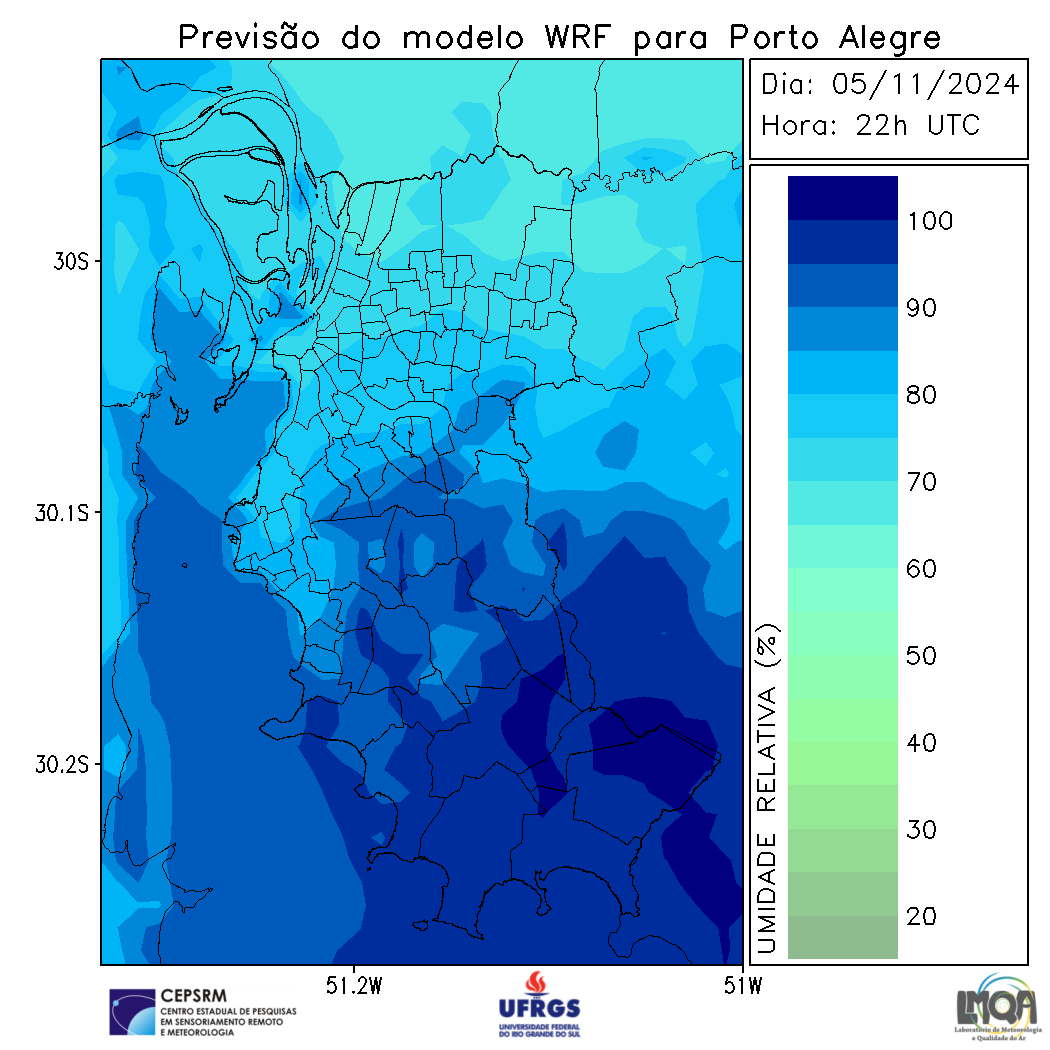 Previsão do modelo WRF para Porto Alegre
Dia: 05/11/2024
Hora: 22h UTC
30S
30.1S
30.2S
51.2W
51W
UMIDADE RELATIVA (%)
100
90
80
70
60
50
40
30
20
CEPSRM
CENTRO ESTADUAL DE PESQUISAS
EM SENSORIAMENTO REMOTO
E METEOROLOGIA
UFRGS
UNIVERSIDADE FEDERAL
DO RIO GRANDE DO SUL
LMQA
Laboratório de Meteorologia
e Qualidade do Ar